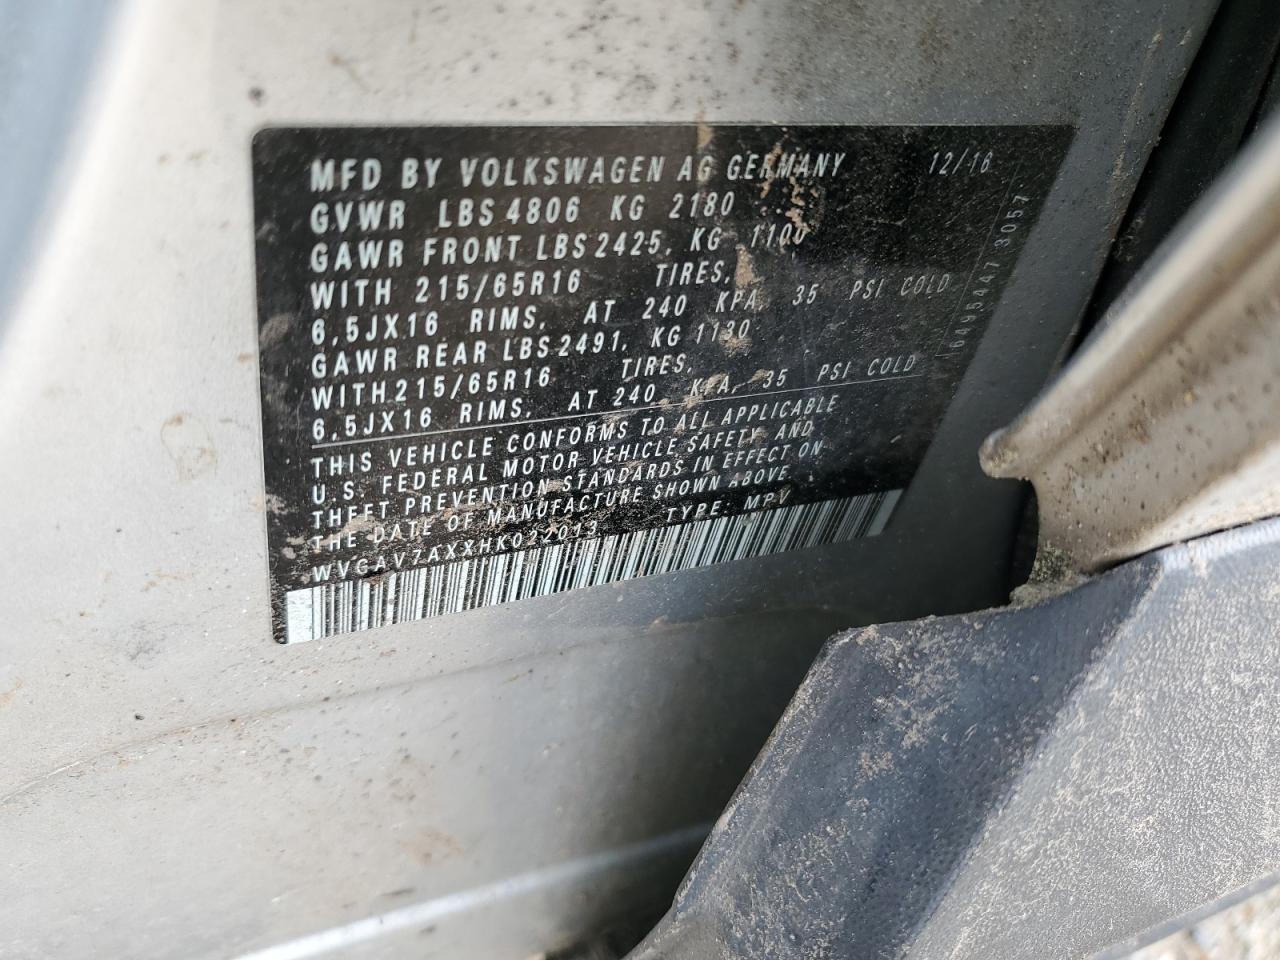 MFD BY VOLKSWAGEN AG GERMANY 12/16
GVWR LBS 4806 KG 2180
GAWR FRONT LBS 2425, KG 1100
WITH 215/65R16 TIRES,
6,5JX16 RIMS, AT 240 KPA, 35 PSI COLD
GAWR REAR LBS 2491, KG 1130
WITH 215/65R16 TIRES,
6,5JX16 RIMS, AT 240 KPA, 35 PSI COLD
THIS VEHICLE CONFORMS TO ALL APPLICABLE
U.S. FEDERAL MOTOR VEHICLE SAFETY AND
THEFT PREVENTION STANDARDS IN EFFECT ON
THE DATE OF MANUFACTURE SHOWN ABOVE
WVGAV7AXXHK022013 TYPE: MPV